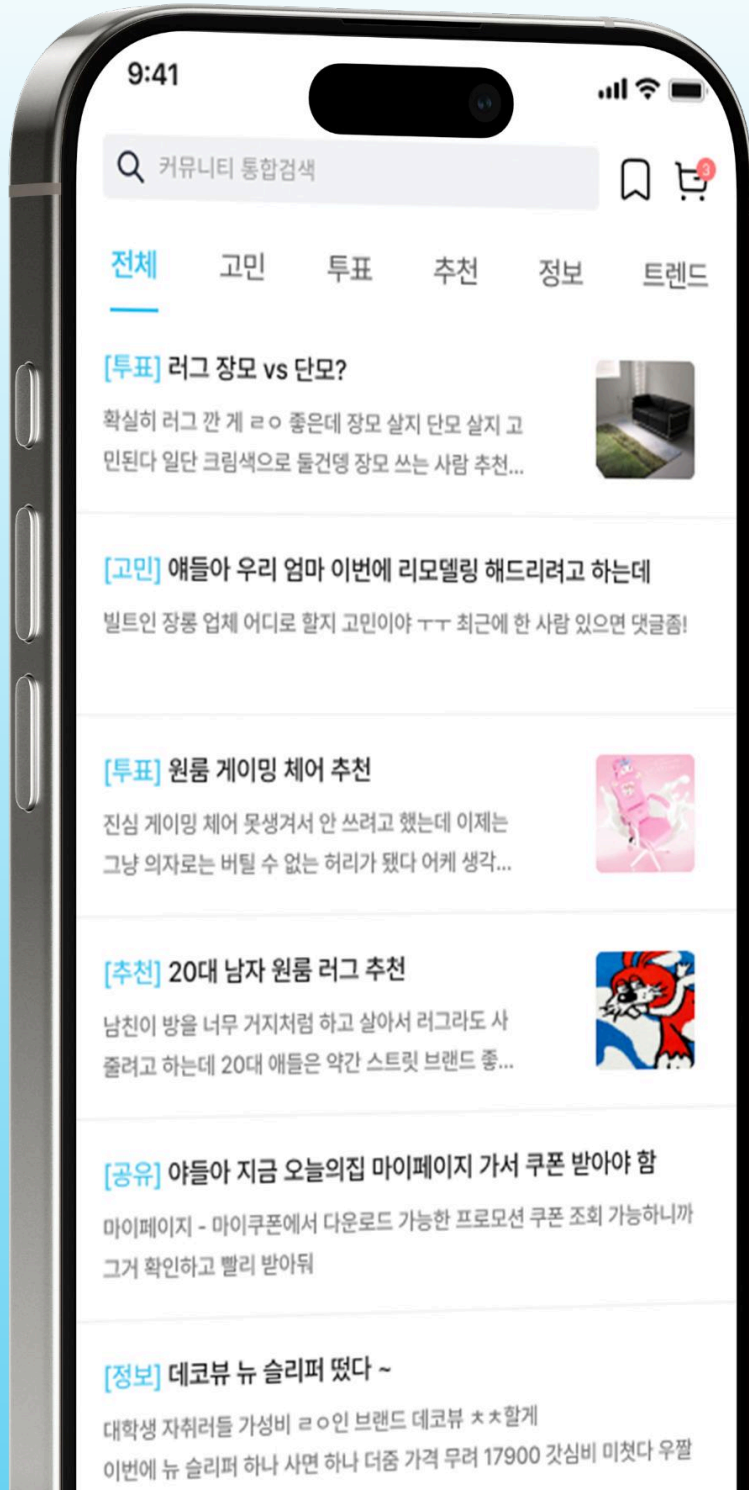 9:41
커뮤니티 통합검색
3
전체 고민 투표 추천 정보 트렌드
[투표] 러그 장모 vs 단모?
확실히 러그 깐 게 ㄹㅇ 좋은데 장모 살지 단모 살지 고
민된다 일단 크림색으로 둘건뎅 장모 쓰는 사람 추천...
[고민] 얘들아 우리 엄마 이번에 리모델링 해드리려고 하는데
빌트인 장롱 업체 어디로 할지 고민이야 ㅜㅜ 최근에 한 사람 있으면 댓글좀!
[투표] 원룸 게이밍 체어 추천
진심 게이밍 체어 못생겨서 안 쓰려고 했는데 이제는
그냥 의자로는 버틸 수 없는 허리가 됐다 어케 생각...
[추천] 20대 남자 원룸 러그 추천
남친이 방을 너무 거지처럼 하고 살아서 러그라도 사
줄려고 하는데 20대 애들은 약간 스트릿 브랜드 좋...
[공유] 야들아 지금 오늘의집 마이페이지 가서 쿠폰 받아야 함
마이페이지 - 마이쿠폰에서 다운로드 가능한 프로모션 쿠폰 조회 가능하니까
그거 확인하고 빨리 받아둬
[정보] 데코뷰 뉴 슬리퍼 떴다 ~
대학생 자취러들 가성비 ㄹㅇ인 브랜드 데코뷰 ㅊㅊ할게
이번에 뉴 슬리퍼 하나 사면 하나 더줌 가격 무려 17900 갓심비 미쳣다 우짤